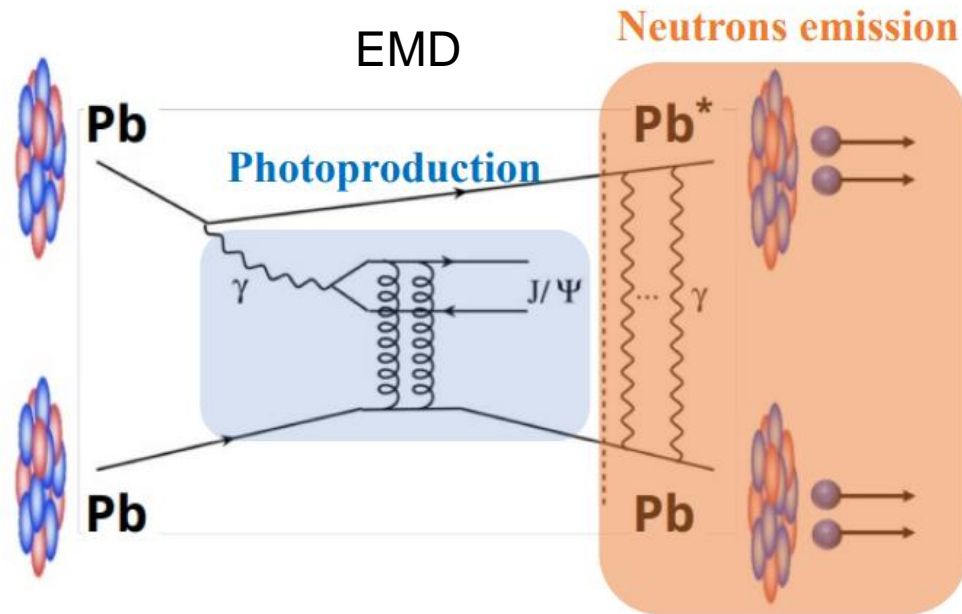 EMD
Neutrons emission
Pb
Pb*
Photoproduction
γ
J/Ψ
... γ
Pb
Pb